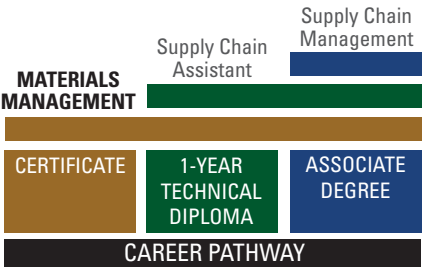 Supply Chain
Management
Supply Chain
Assistant
MATERIALS
MANAGEMENT
CERTIFICATE
1-YEAR
TECHNICAL
DIPLOMA
ASSOCIATE
DEGREE
CAREER PATHWAY